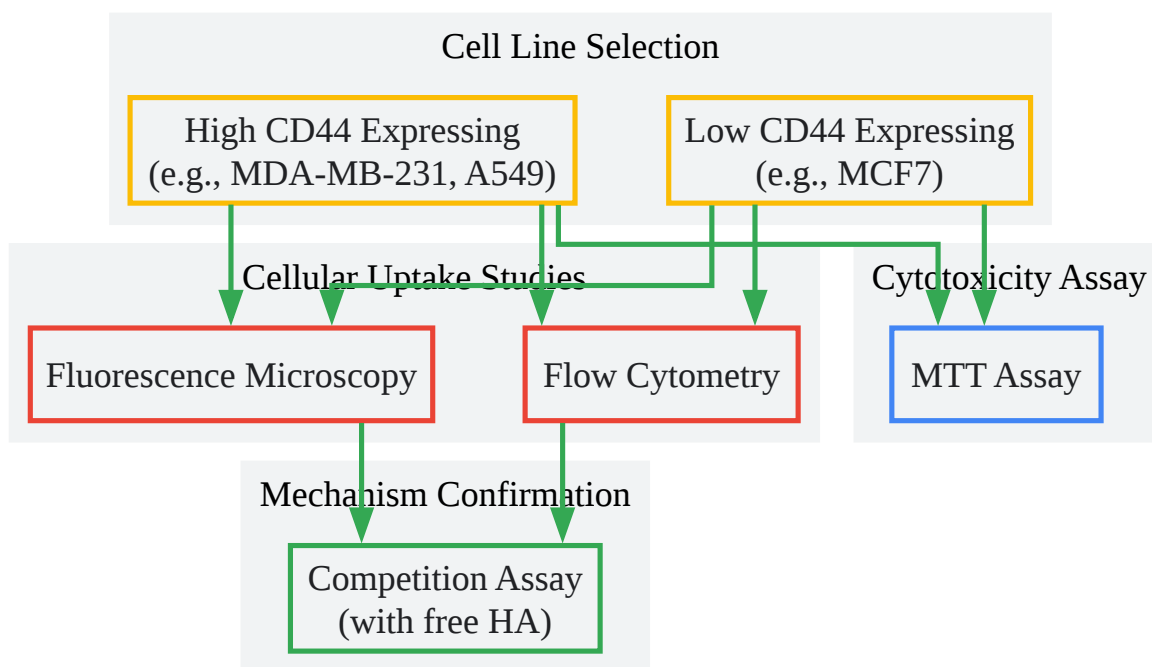 Cell Line Selection
High CD44 Expressing
(e.g., MDA-MB-231, A549)
Low CD44 Expressing
(e.g., MCF7)
Cellular Uptake Studies
Cytotoxicity Assay
Fluorescence Microscopy
Flow Cytometry
MTT Assay
Mechanism Confirmation
Competition Assay
(with free HA)